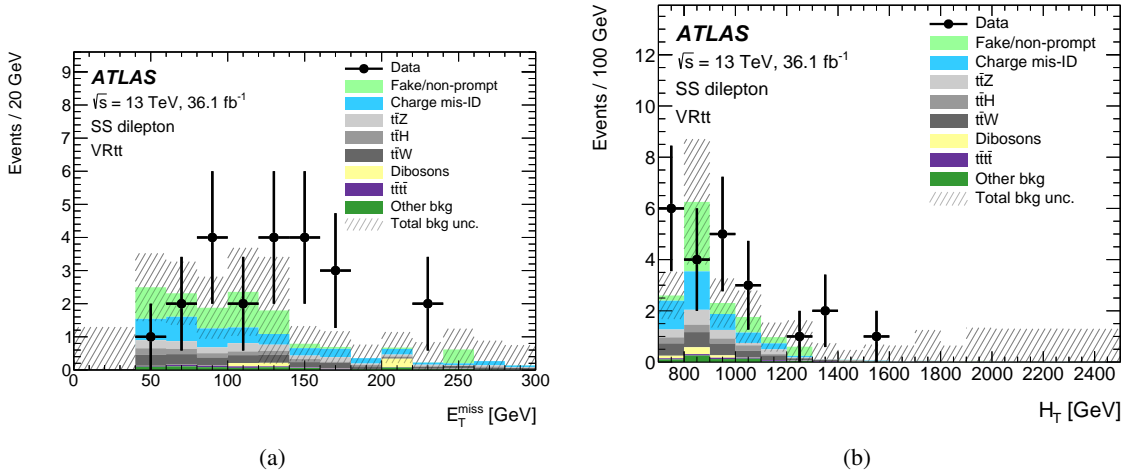 Events / 20 GeV
9
8
7
6
5
4
3
2
1
0
ATLAS
√s = 13 TeV, 36.1 fb⁻¹
SS dilepton
VRtt
Data
Fake/non-prompt
Charge mis-ID
tt̄Z
tt̄H
tt̄W
Dibosons
tt̄tt̄
Other bkg
Total bkg unc.
0 50 100 150 200 250 300
E_T^miss [GeV]
(a)
Events / 100 GeV
12
10
8
6
4
2
0
ATLAS
√s = 13 TeV, 36.1 fb⁻¹
SS dilepton
VRtt
Data
Fake/non-prompt
Charge mis-ID
tt̄Z
tt̄H
tt̄W
Dibosons
tt̄tt̄
Other bkg
Total bkg unc.
800 1000 1200 1400 1600 1800 2000 2200 2400
H_T [GeV]
(b)